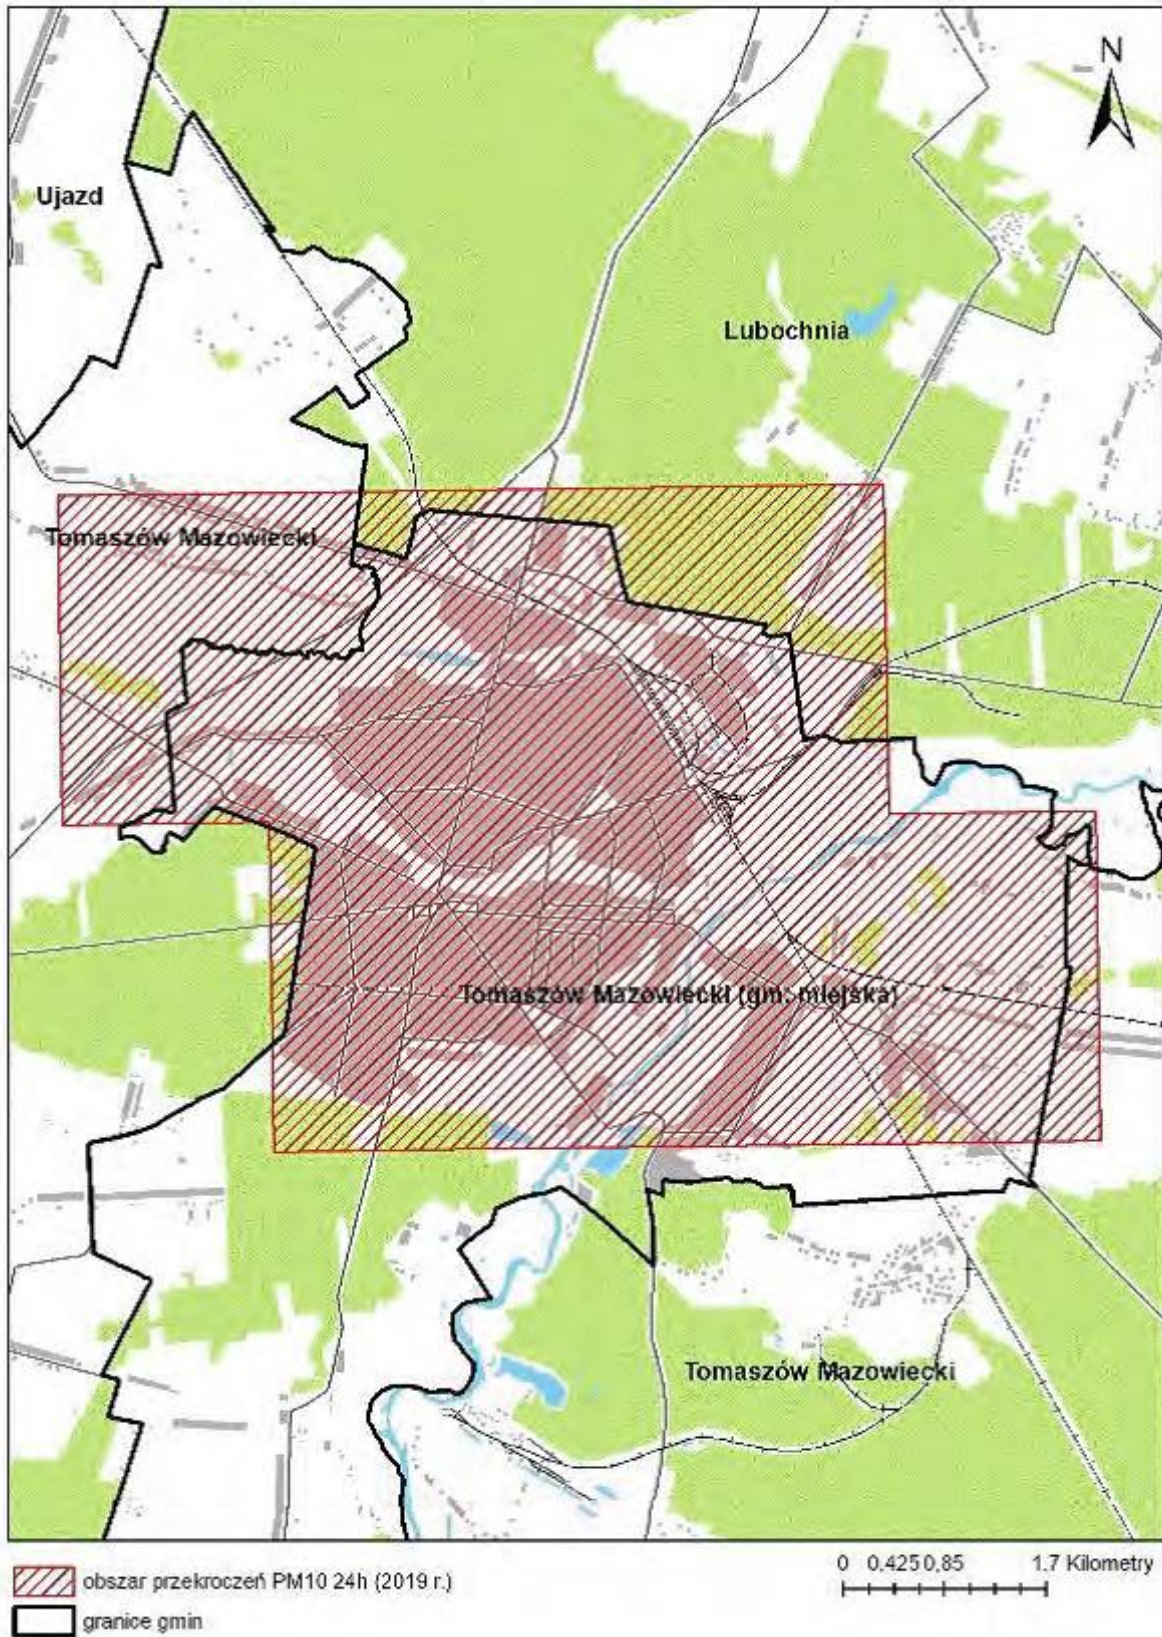 N
Ujazd
Lubochnia
Tomaszów Mazowiecki
Tomaszów Mazowiecki (gm. miejska)
Tomaszów Mazowiecki
obszar przekroczeń PM10 24h (2019 r.)
granice gmin
0 0,425 0,85 1.7 Kilometry